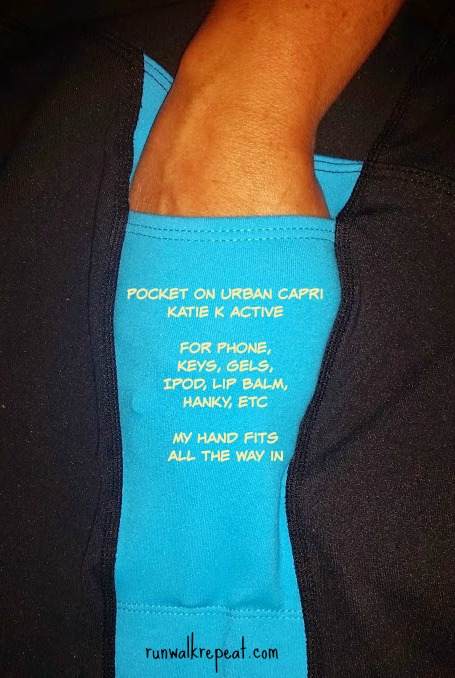 POCKET ON URBAN CAPRI
KATIE K ACTIVE
FOR PHONE,
KEYS, GELS,
IPOD, LIP BALM,
HANKY, ETC
MY HAND FITS
ALL THE WAY IN
runwalkrepeat.com